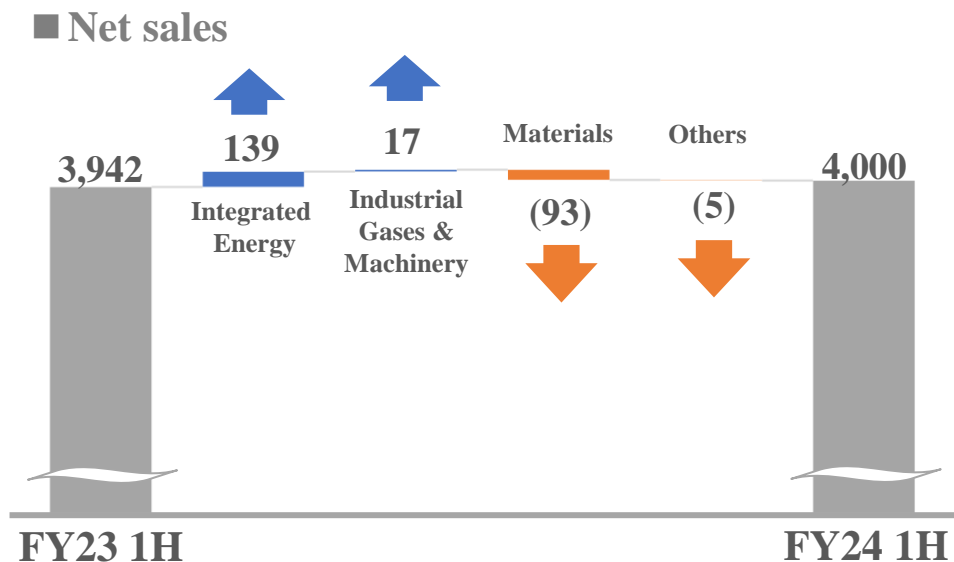 ■ Net sales
3,942
139
Integrated
Energy
17
Industrial
Gases &
Machinery
Materials
(93)
Others
(5)
4,000
FY23 1H
FY24 1H